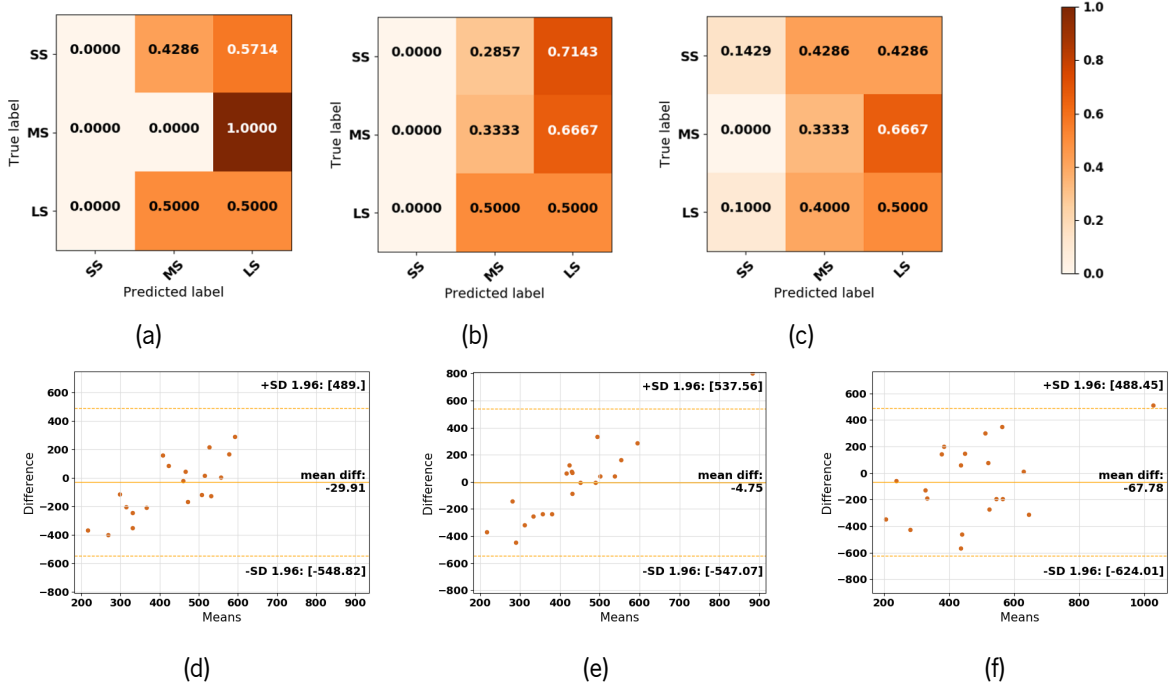 True label
SS
MS
LS
0.0000 0.4286 0.5714
0.0000 0.0000 1.0000
0.0000 0.5000 0.5000
SS MS LS
Predicted label
(a)
True label
SS
MS
LS
0.0000 0.2857 0.7143
0.0000 0.3333 0.6667
0.0000 0.5000 0.5000
SS MS LS
Predicted label
(b)
True label
SS
MS
LS
0.1429 0.4286 0.4286
0.0000 0.3333 0.6667
0.1000 0.4000 0.5000
SS MS LS
Predicted label
(c)
1.0
0.8
0.6
0.4
0.2
0.0
Difference
600
400
200
0
−200
−400
−600
−800
+SD 1.96: [489.]
mean diff:
-29.91
-SD 1.96: [-548.82]
200 300 400 500 600 700 800 900
Means
(d)
Difference
800
600
400
200
0
−200
−400
−600
−800
+SD 1.96: [537.56]
mean diff:
-4.75
-SD 1.96: [-547.07]
200 300 400 500 600 700 800 900
Means
(e)
Difference
600
400
200
0
−200
−400
−600
−800
+SD 1.96: [488.45]
mean diff:
-67.78
-SD 1.96: [-624.01]
200 400 600 800 1000
Means
(f)